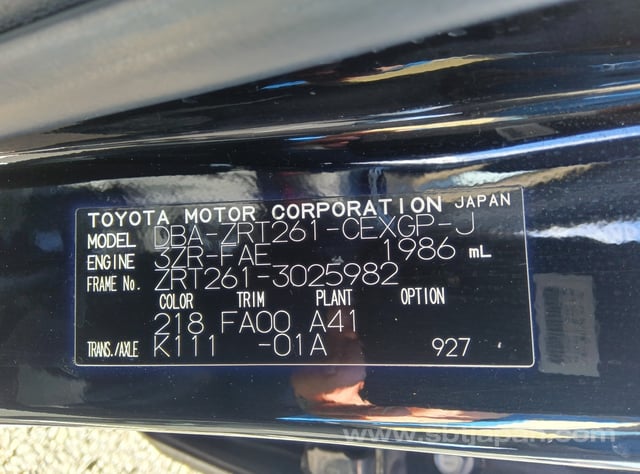 TOYOTA MOTOR CORPORATION JAPAN
MODEL DBA-ZRT261-CEXGP-J
ENGINE 3ZR-FAE 1986 mL
FRAME No. ZRT261-3025982
COLOR TRIM PLANT OPTION
218 FA00 A41
TRANS./AXLE K111 -01A 927
www.sbtjapan.com